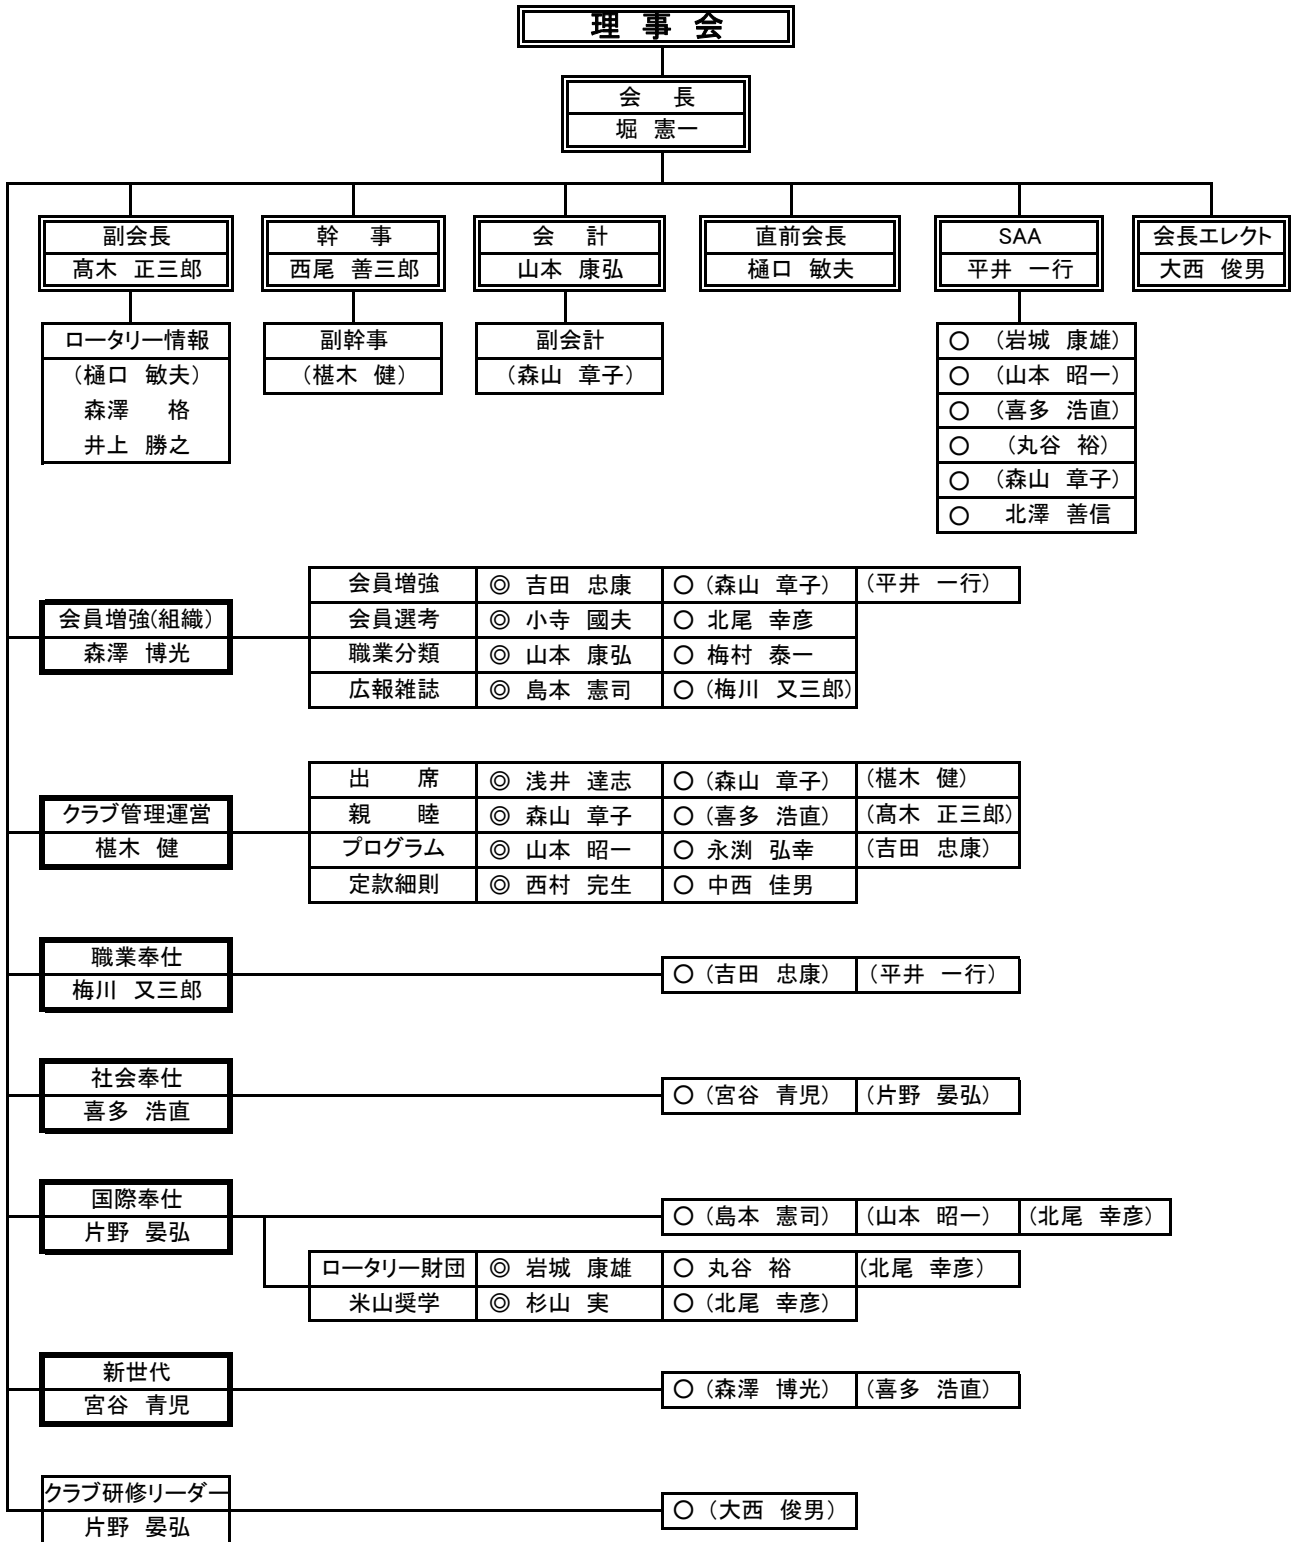 理 事 会
会 長
堀 憲一
副会長 幹 事 会 計 直前会長 SAA 会長エレクト
髙木 正三郎 西尾 善三郎 山本 康弘 樋口 敏夫 平井 一行 大西 俊男
ロータリー情報 副幹事 副会計 ○ (岩城 康雄)
(樋口 敏夫) (椹木 健) (森山 章子) ○ (山本 昭一)
森澤 格 ○ (喜多 浩直)
井上 勝之 ○ (丸谷 裕)
○ (森山 章子)
○ 北澤 善信
会員増強 ◎ 吉田 忠康 ○ (森山 章子) (平井 一行)
会員増強(組織) 会員選考 ◎ 小寺 國夫 ○ 北尾 幸彦
森澤 博光 職業分類 ◎ 山本 康弘 ○ 梅村 泰一
広報雑誌 ◎ 島本 憲司 ○ (梅川 又三郎)
出 席 ◎ 浅井 達志 ○ (森山 章子) (椹木 健)
クラブ管理運営 親 睦 ◎ 森山 章子 ○ (喜多 浩直) (髙木 正三郎)
椹木 健 プログラム ◎ 山本 昭一 ○ 永渕 弘幸 (吉田 忠康)
定款細則 ◎ 西村 完生 ○ 中西 佳男
職業奉仕
梅川 又三郎 ○ (吉田 忠康) (平井 一行)
社会奉仕
喜多 浩直 ○ (宮谷 青児) (片野 晏弘)
国際奉仕
片野 晏弘 ○ (島本 憲司) (山本 昭一) (北尾 幸彦)
ロータリー財団 ◎ 岩城 康雄 ○ 丸谷 裕 (北尾 幸彦)
米山奨学 ◎ 杉山 実 ○ (北尾 幸彦)
新世代
宮谷 青児 ○ (森澤 博光) (喜多 浩直)
クラブ研修リーダー
片野 晏弘 ○ (大西 俊男)